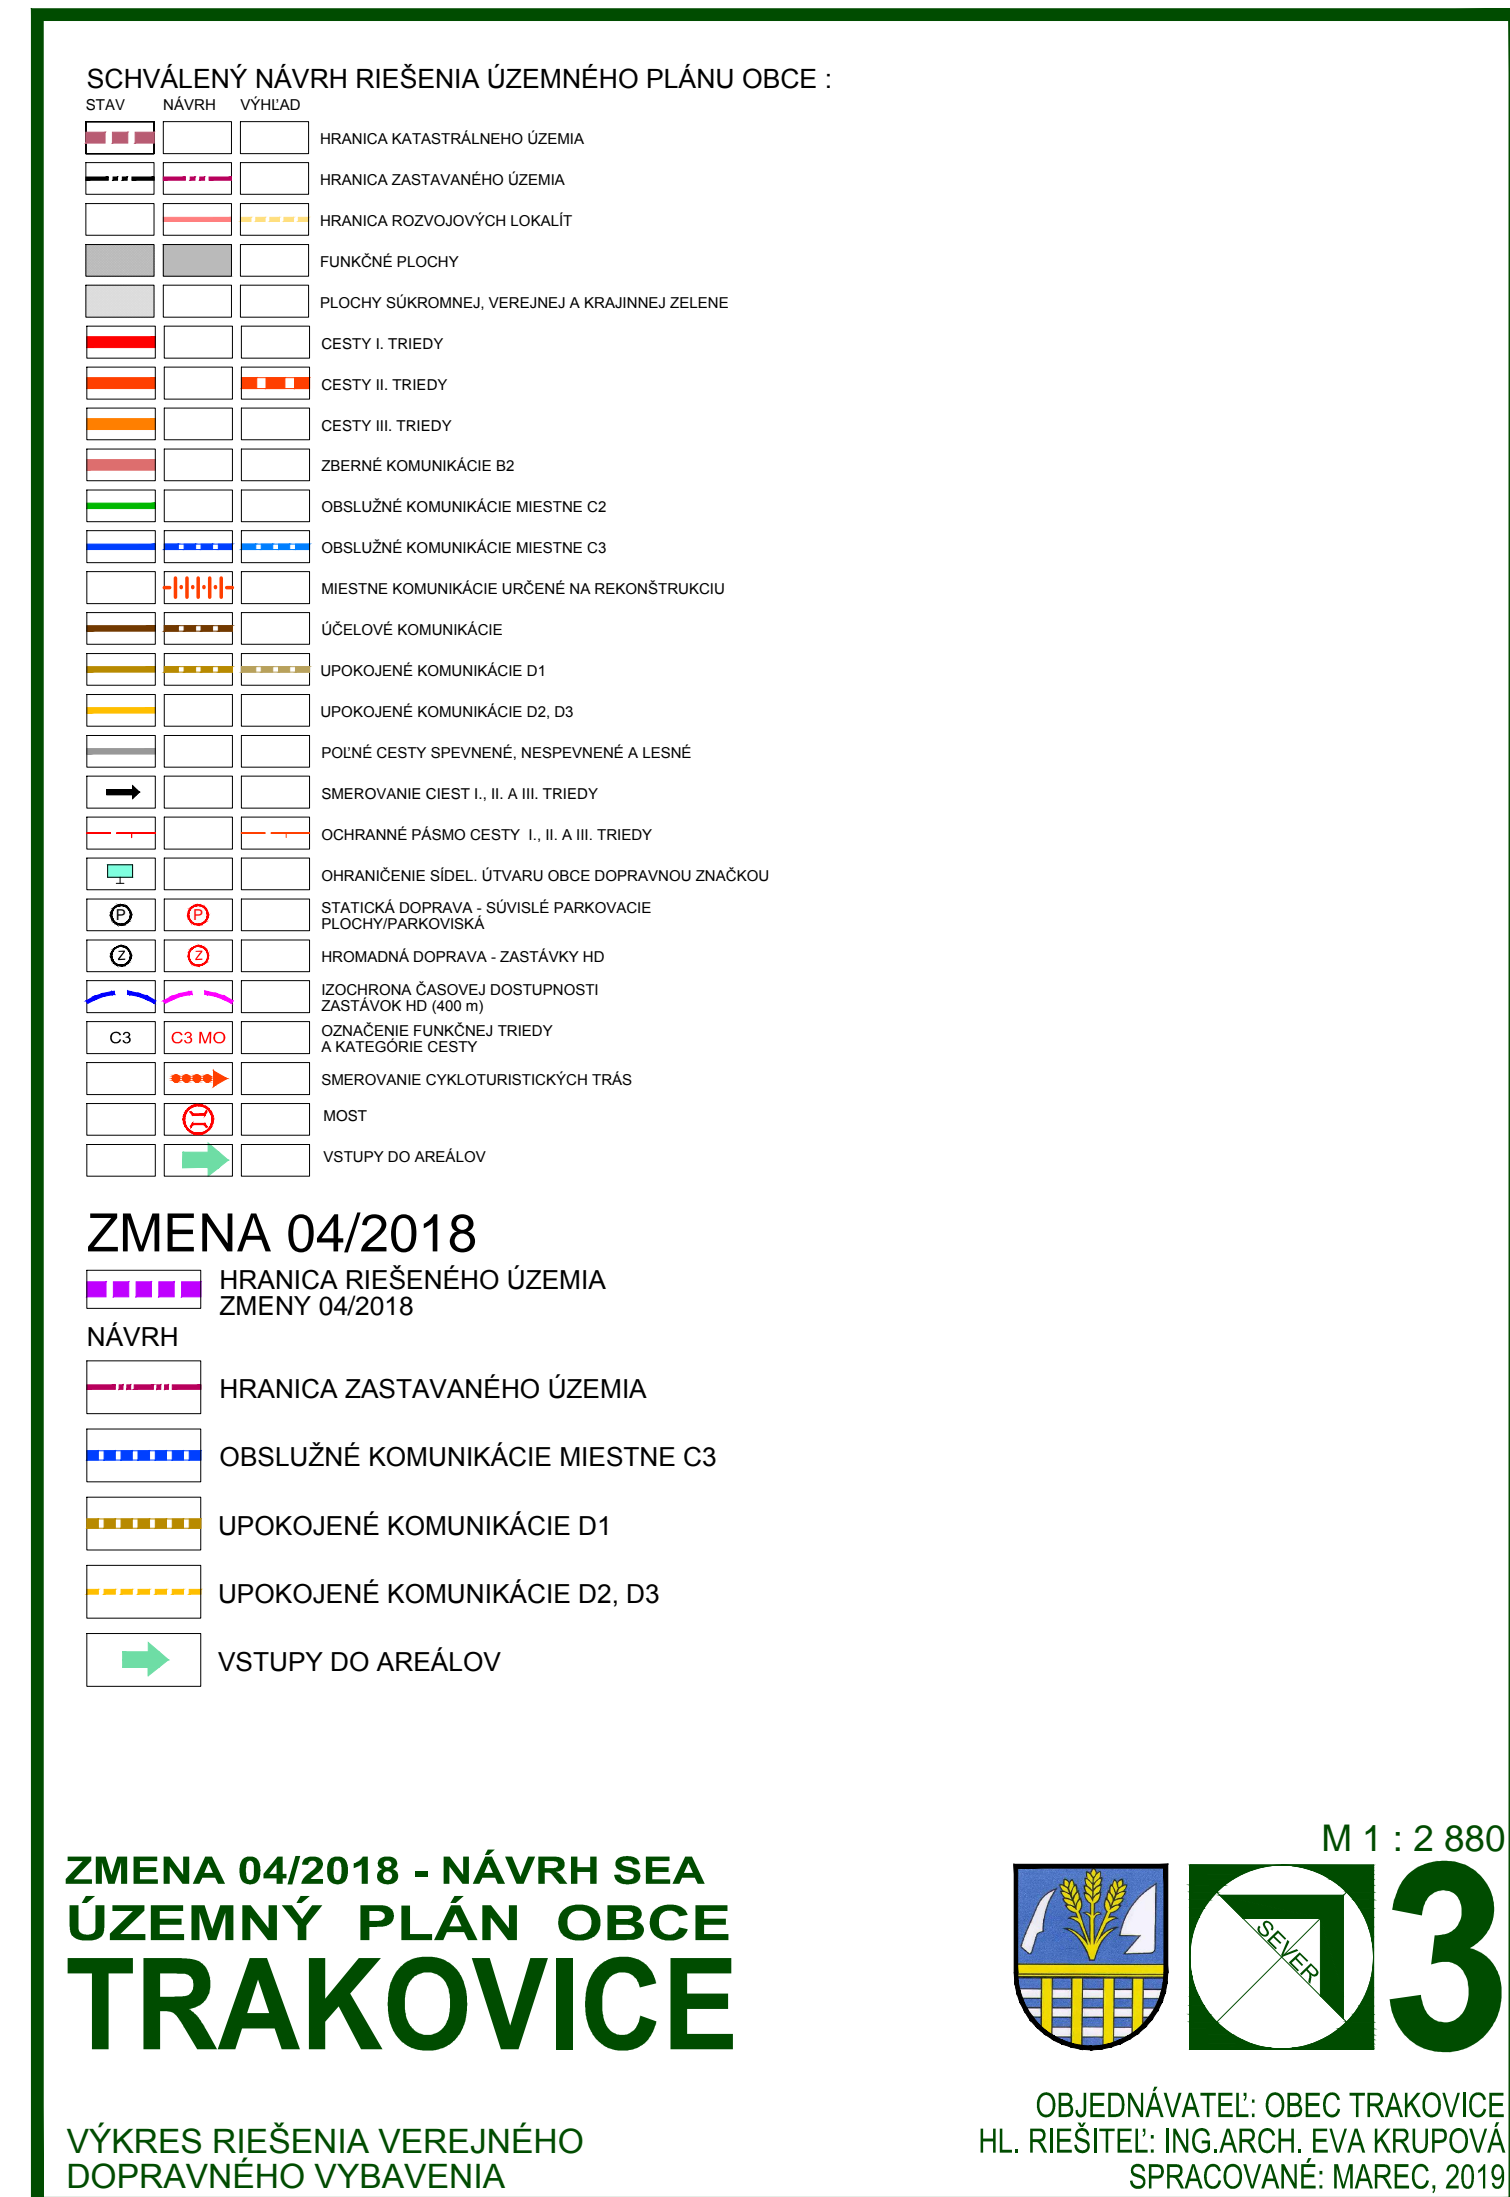 SCHVÁLENÝ NÁVRH RIEŠENIA ÚZEMNÉHO PLÁNU OBCE :
STAV NÁVRH VÝHĽAD
HRANICA KATASTRÁLNEHO ÚZEMIA
HRANICA ZASTAVANÉHO ÚZEMIA
HRANICA ROZVOJOVÝCH LOKALÍT
FUNKČNÉ PLOCHY
PLOCHY SÚKROMNEJ, VEREJNEJ A KRAJINNEJ ZELENE
CESTY I. TRIEDY
CESTY II. TRIEDY
CESTY III. TRIEDY
ZBERNÉ KOMUNIKÁCIE B2
OBSLUŽNÉ KOMUNIKÁCIE MIESTNE C2
OBSLUŽNÉ KOMUNIKÁCIE MIESTNE C3
MIESTNE KOMUNIKÁCIE URČENÉ NA REKONŠTRUKCIU
ÚČELOVÉ KOMUNIKÁCIE
UPOKOJENÉ KOMUNIKÁCIE D1
UPOKOJENÉ KOMUNIKÁCIE D2, D3
POĽNÉ CESTY SPEVNENÉ, NESPEVNENÉ A LESNÉ
SMEROVANIE CIEST I., II. A III. TRIEDY
OCHRANNÉ PÁSMO CESTY I., II. A III. TRIEDY
OHRANIČENIE SÍDEL. ÚTVARU OBCE DOPRAVNOU ZNAČKOU
P P STATICKÁ DOPRAVA - SÚVISLÉ PARKOVACIE
PLOCHY/PARKOVISKÁ
Z Z HROMADNÁ DOPRAVA - ZASTÁVKY HD
IZOCHRONA ČASOVEJ DOSTUPNOSTI
ZASTÁVOK HD (400 m)
C3 C3 MO OZNAČENIE FUNKČNEJ TRIEDY
A KATEGÓRIE CESTY
SMEROVANIE CYKLOTURISTICKÝCH TRÁS
MOST
VSTUPY DO AREÁLOV
ZMENA 04/2018
HRANICA RIEŠENÉHO ÚZEMIA
ZMENY 04/2018
NÁVRH
HRANICA ZASTAVANÉHO ÚZEMIA
OBSLUŽNÉ KOMUNIKÁCIE MIESTNE C3
UPOKOJENÉ KOMUNIKÁCIE D1
UPOKOJENÉ KOMUNIKÁCIE D2, D3
VSTUPY DO AREÁLOV
M 1 : 2 880
ZMENA 04/2018 - NÁVRH SEA
ÚZEMNÝ PLÁN OBCE
TRAKOVICE
SEVER
3
VÝKRES RIEŠENIA VEREJNÉHO
DOPRAVNÉHO VYBAVENIA
OBJEDNÁVATEĽ: OBEC TRAKOVICE
HL. RIEŠITEĽ: ING.ARCH. EVA KRUPOVÁ
SPRACOVANÉ: MAREC, 2019